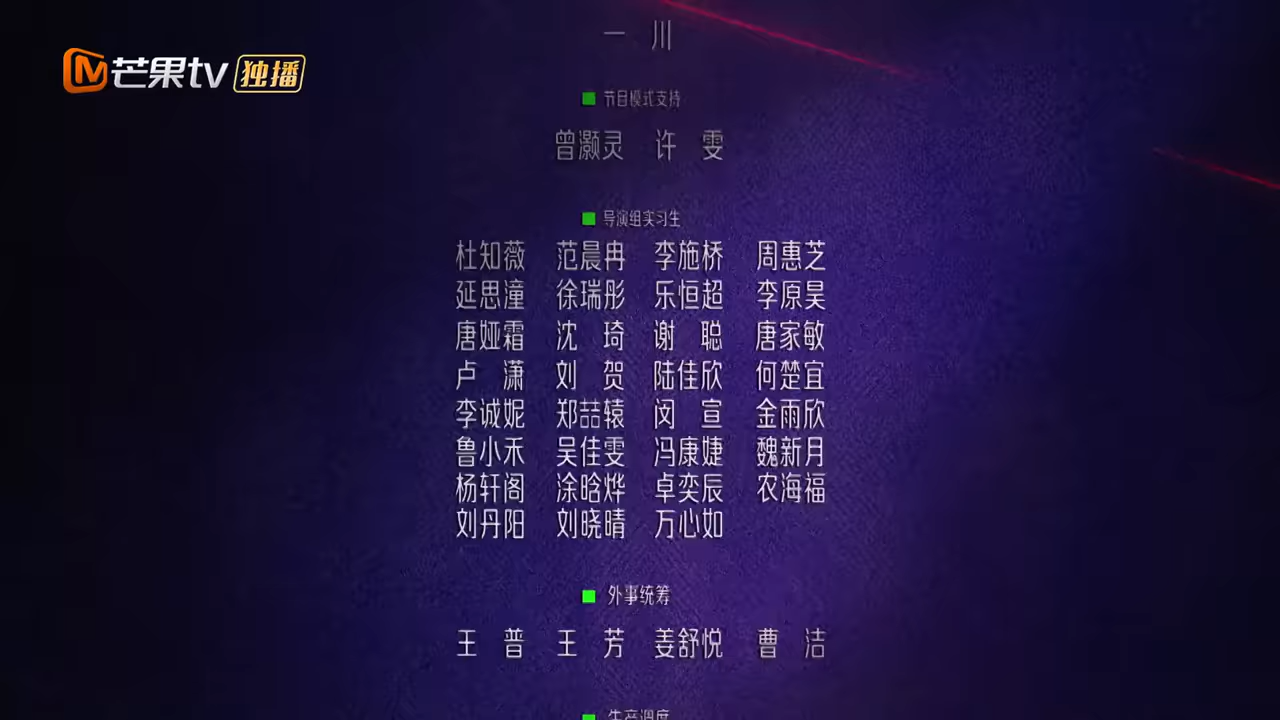 一 川
芒果tv 独播
节目模式支持
曾灏灵 许 雯
导演组实习生
杜知薇 范晨冉 李施桥 周惠芝
延思潼 徐瑞彤 乐恒超 李原昊
唐娅霜 沈 琦 谢 聪 唐家敏
卢 潇 刘 贺 陆佳欣 何楚宜
李诚妮 郑喆辕 闵 宣 金雨欣
鲁小禾 吴佳雯 冯康婕 魏新月
杨轩阁 涂晗烨 卓奕辰 农海福
刘丹阳 刘晓晴 万心如
外事统筹
王 普 王 芳 姜舒悦 曹 洁
生产调度